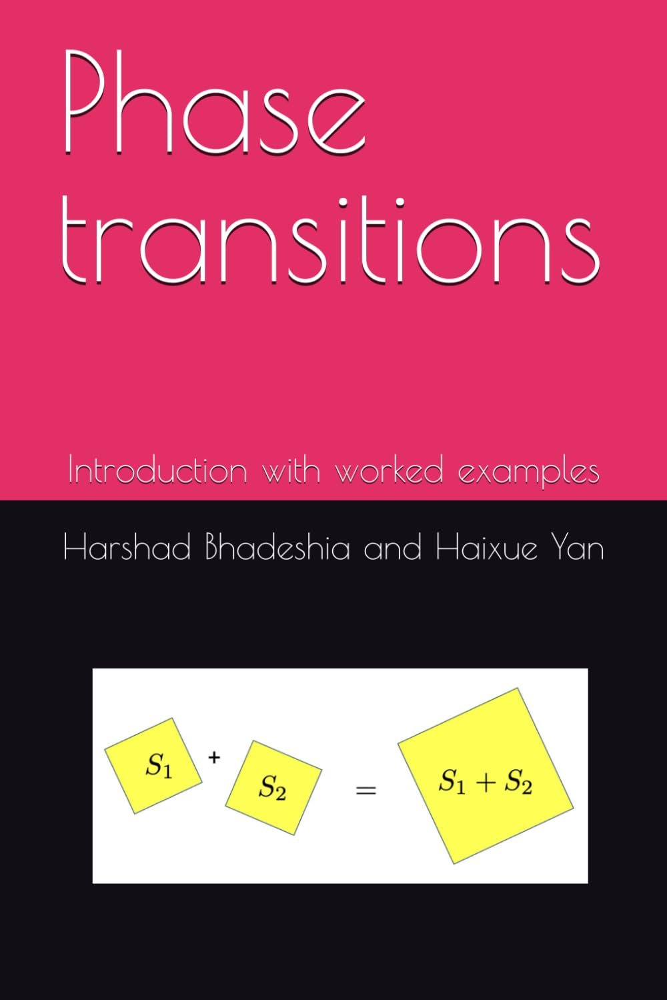 Phase
transitions
Introduction with worked examples
Harshad Bhadeshia and Haixue Yan
S₁ + S₂ = S₁ + S₂